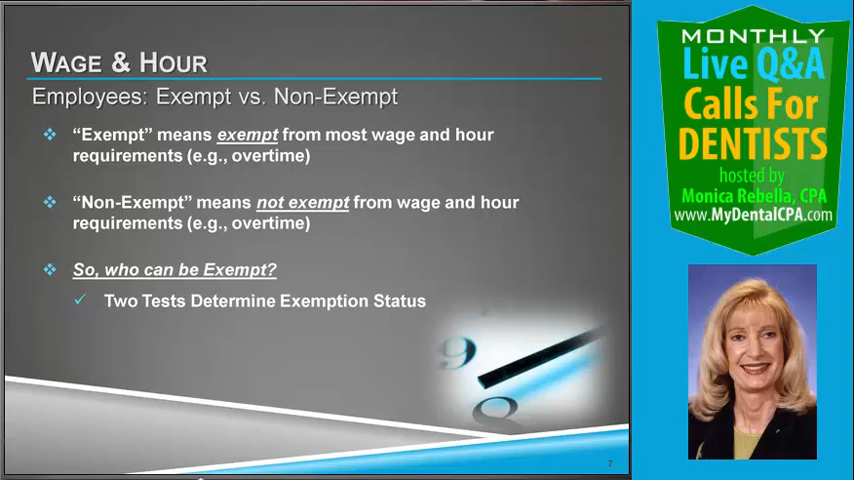 WAGE & HOUR
Employees: Exempt vs. Non-Exempt
“Exempt” means exempt from most wage and hour
requirements (e.g., overtime)
“Non-Exempt” means not exempt from wage and hour
requirements (e.g., overtime)
So, who can be Exempt?
Two Tests Determine Exemption Status
9
8
7
MONTHLY
Live Q&A
Calls For
DENTISTS
hosted by
Monica Rebella, CPA
www.MyDentalCPA.com